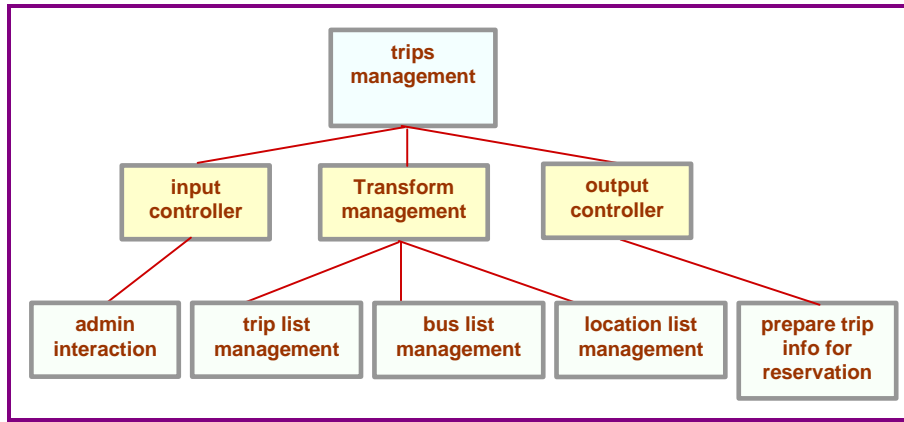 trips
management
input
controller
Transform
management
output
controller
admin
interaction
trip list
management
bus list
management
location list
management
prepare trip
info for
reservation